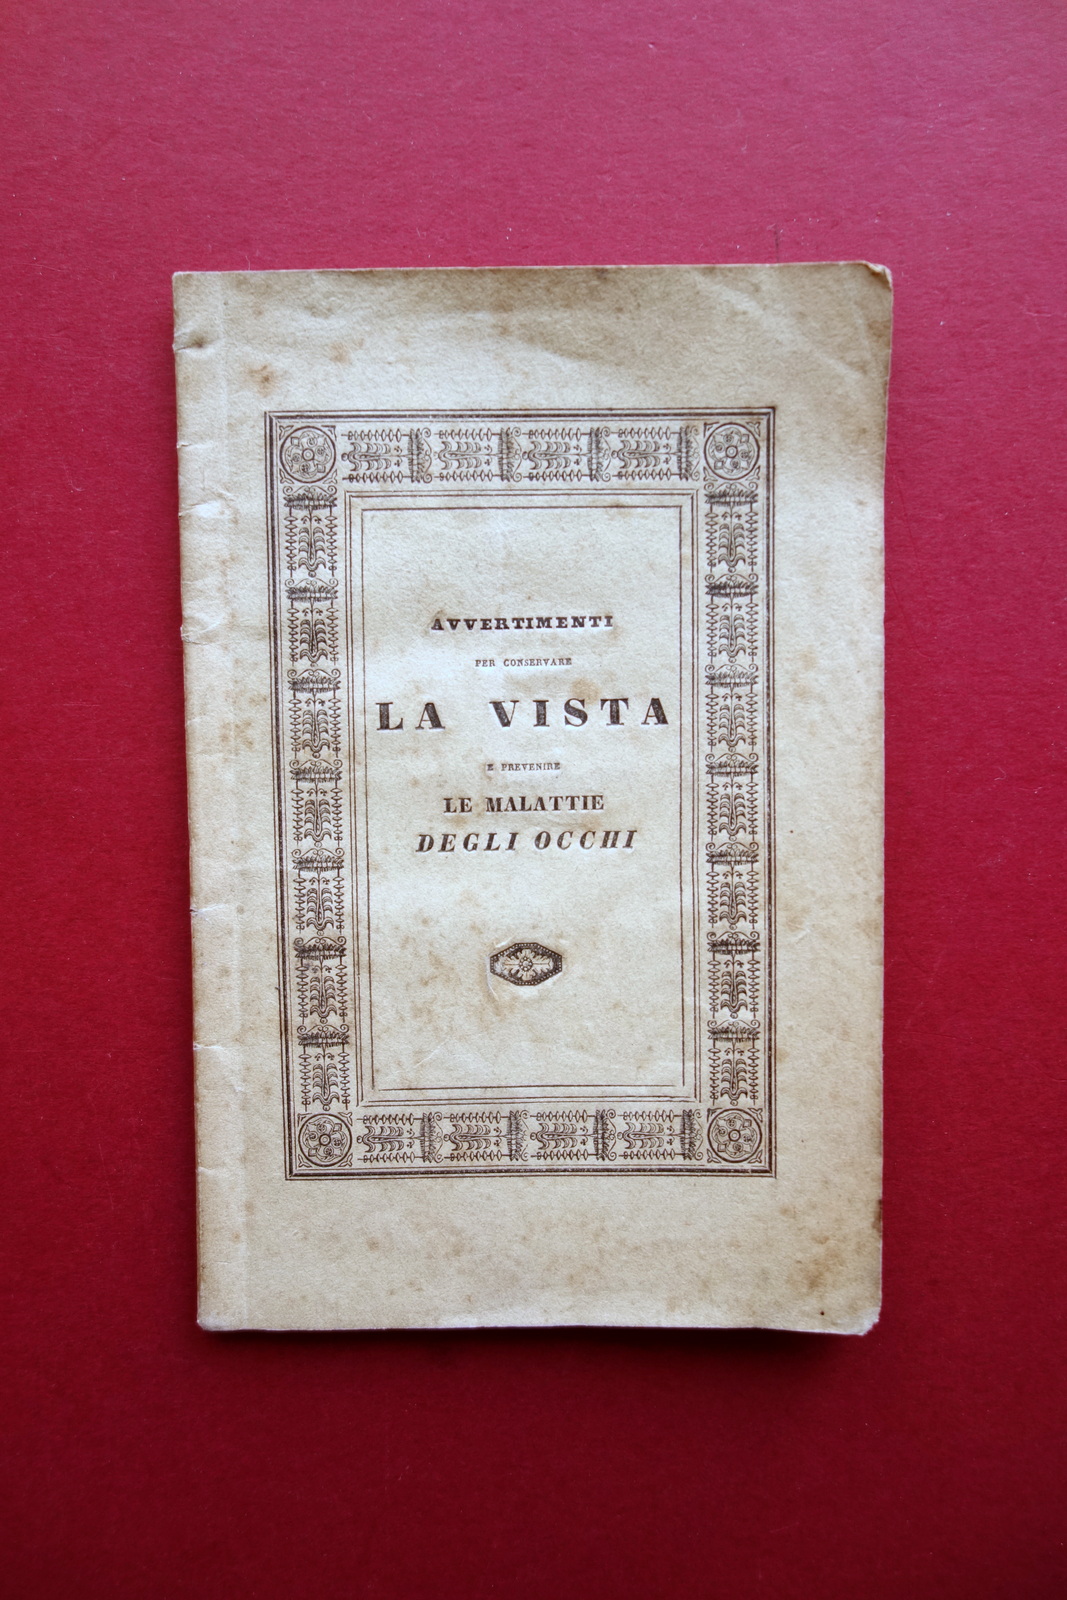 AVVERTIMENTI
PER CONSERVARE
LA VISTA
E PREVENIRE
LE MALATTIE
DEGLI OCCHI